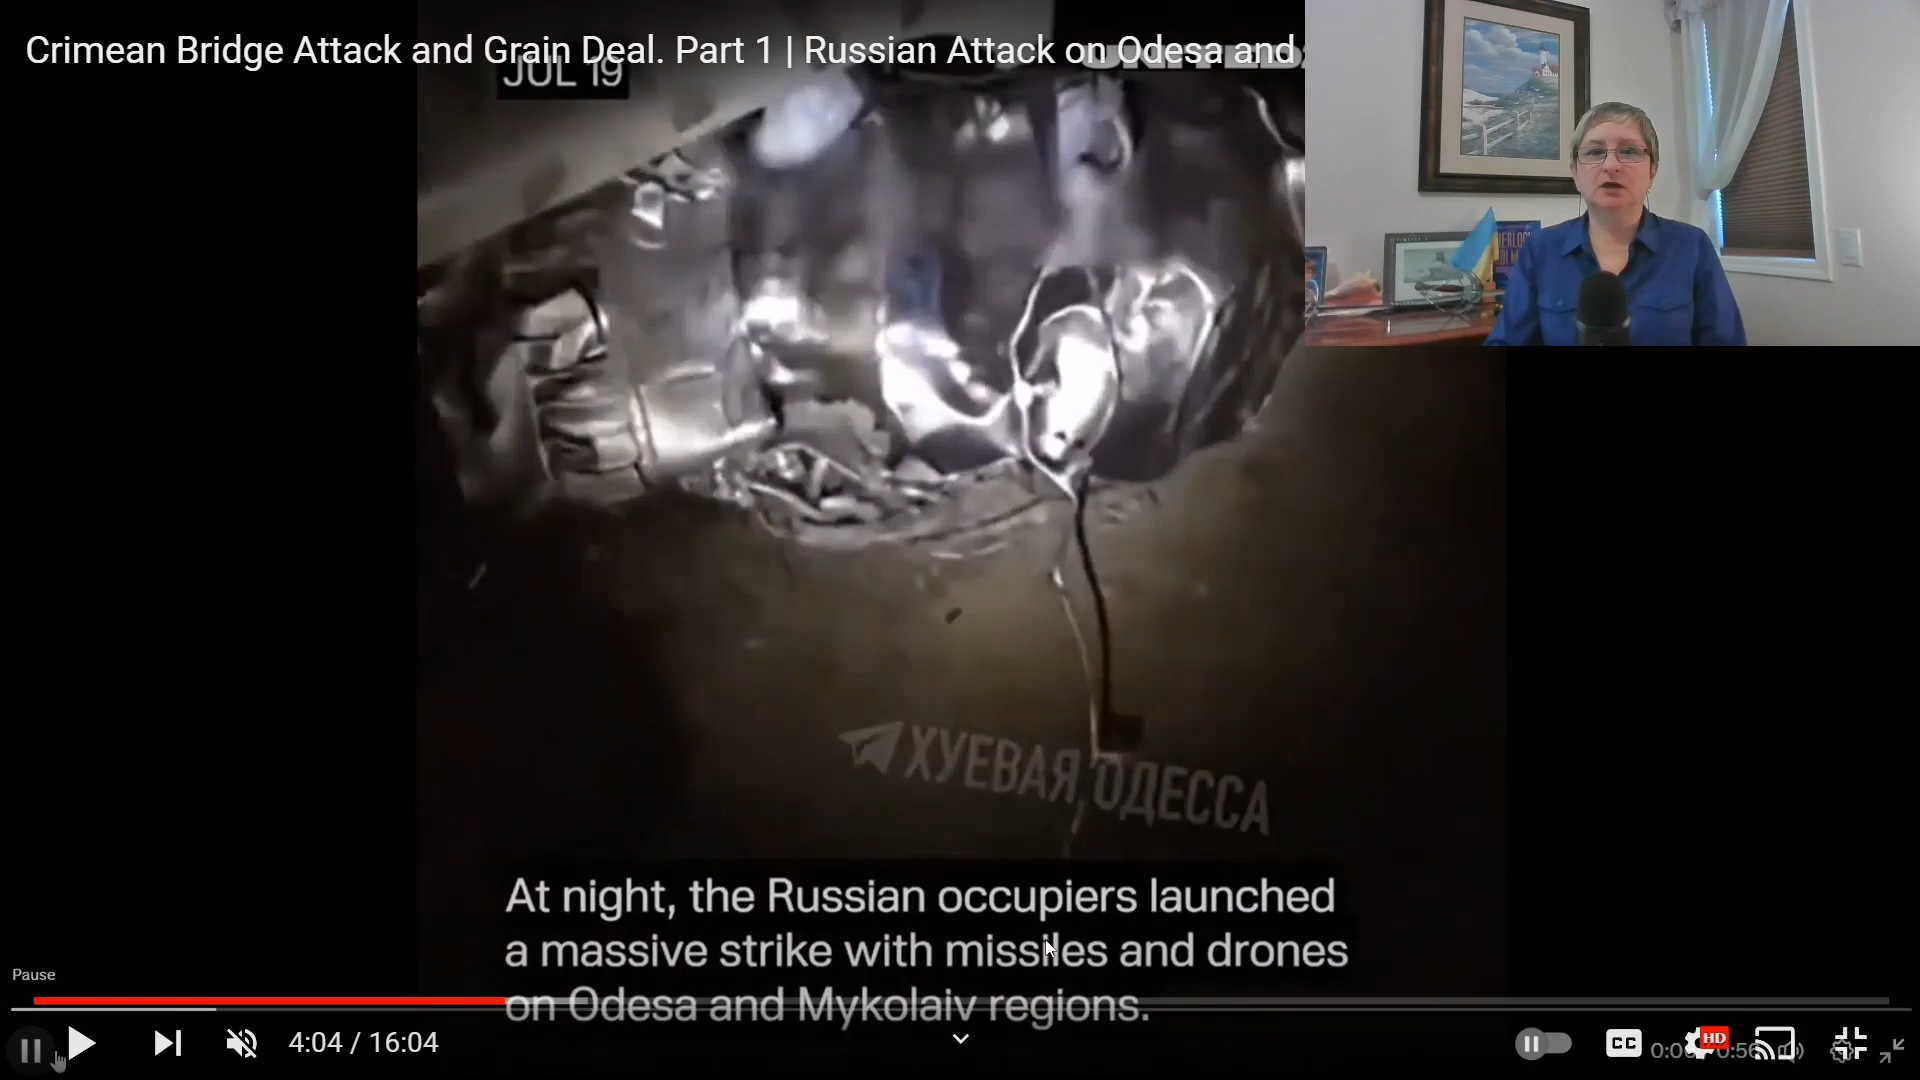 Crimean Bridge Attack and Grain Deal. Part 1 | Russian Attack on Odesa and
JUL 19
ХУЕВАЯ ОДЕССА
At night, the Russian occupiers launched
a massive strike with missiles and drones
on Odesa and Mykolaiv regions.
Pause
4:04 / 16:04
CC
HD